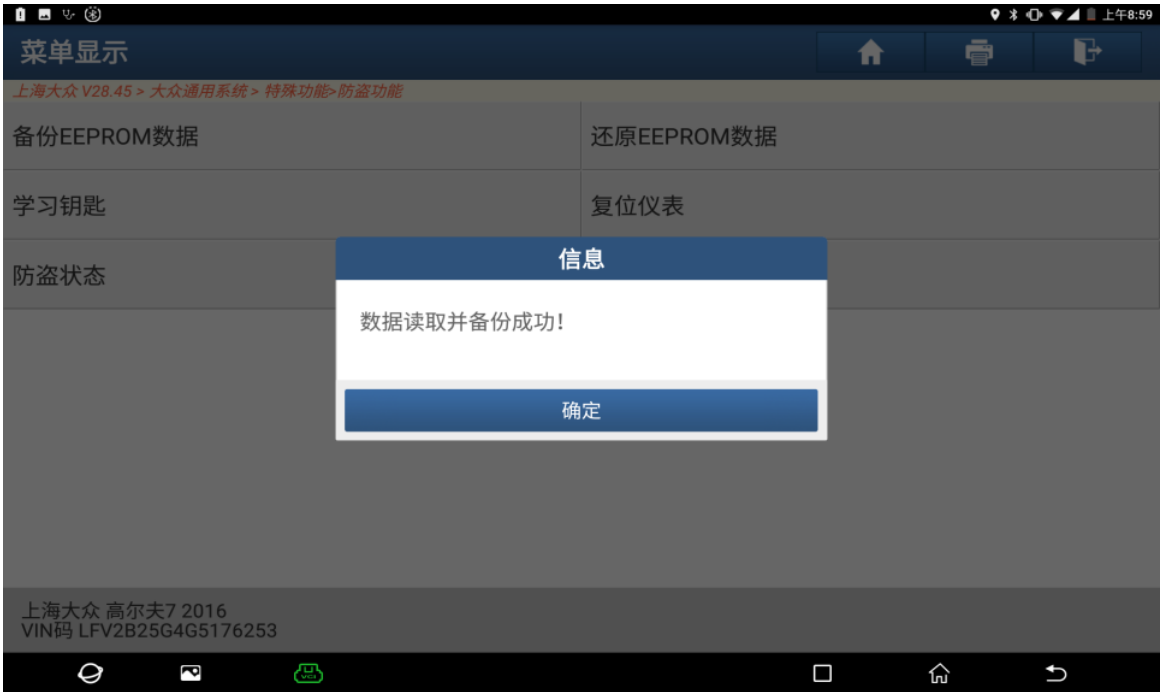 上午8:59
菜单显示
上海大众 V28.45 > 大众通用系统 > 特殊功能>防盗功能
备份EEPROM数据
还原EEPROM数据
学习钥匙
复位仪表
防盗状态
信息
数据读取并备份成功!
确定
上海大众 高尔夫7 2016
VIN码 LFV2B25G4G5176253
VCI